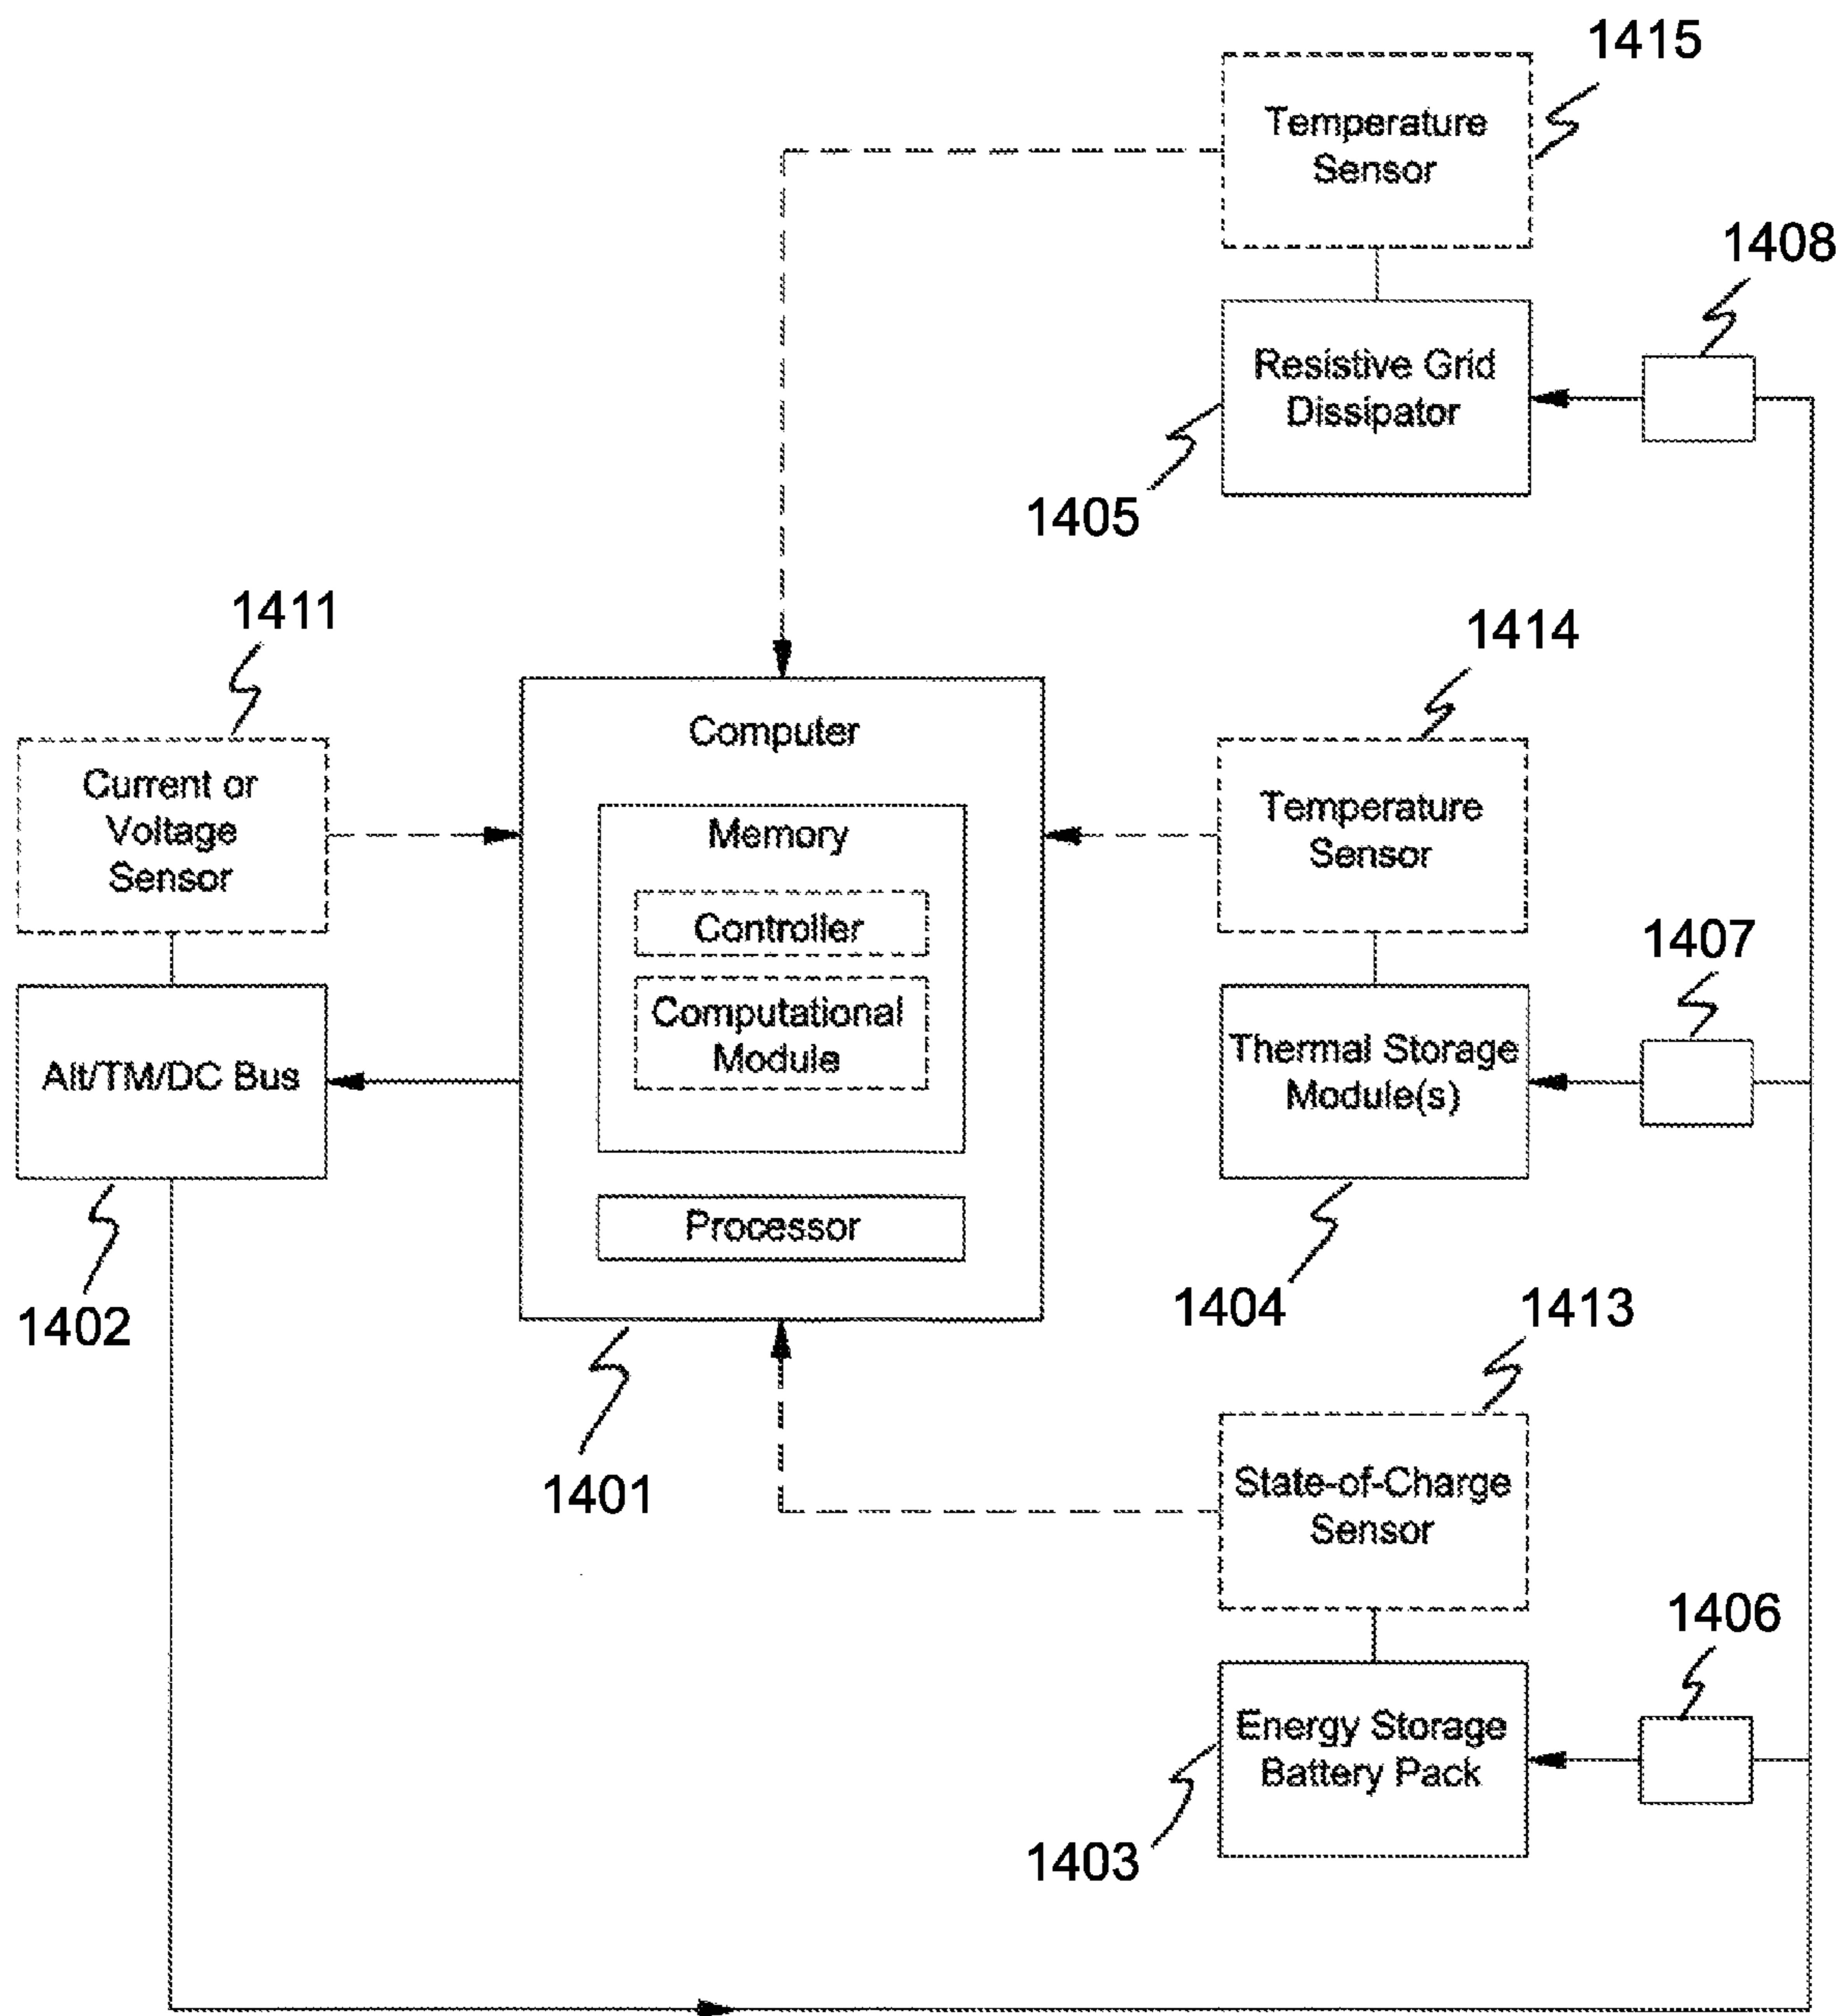 1415
Temperature
Sensor
1408
Resistive Grid
Dissipator
1405
1411
1414
Computer
Current or
Voltage
Sensor
Memory
Temperature
Sensor
Controller
1407
Computational
Module
Alt/TM/DC Bus
Thermal Storage
Module(s)
Processor
1402
1404
1413
1401
State-of-Charge
Sensor
1406
Energy Storage
Battery Pack
1403